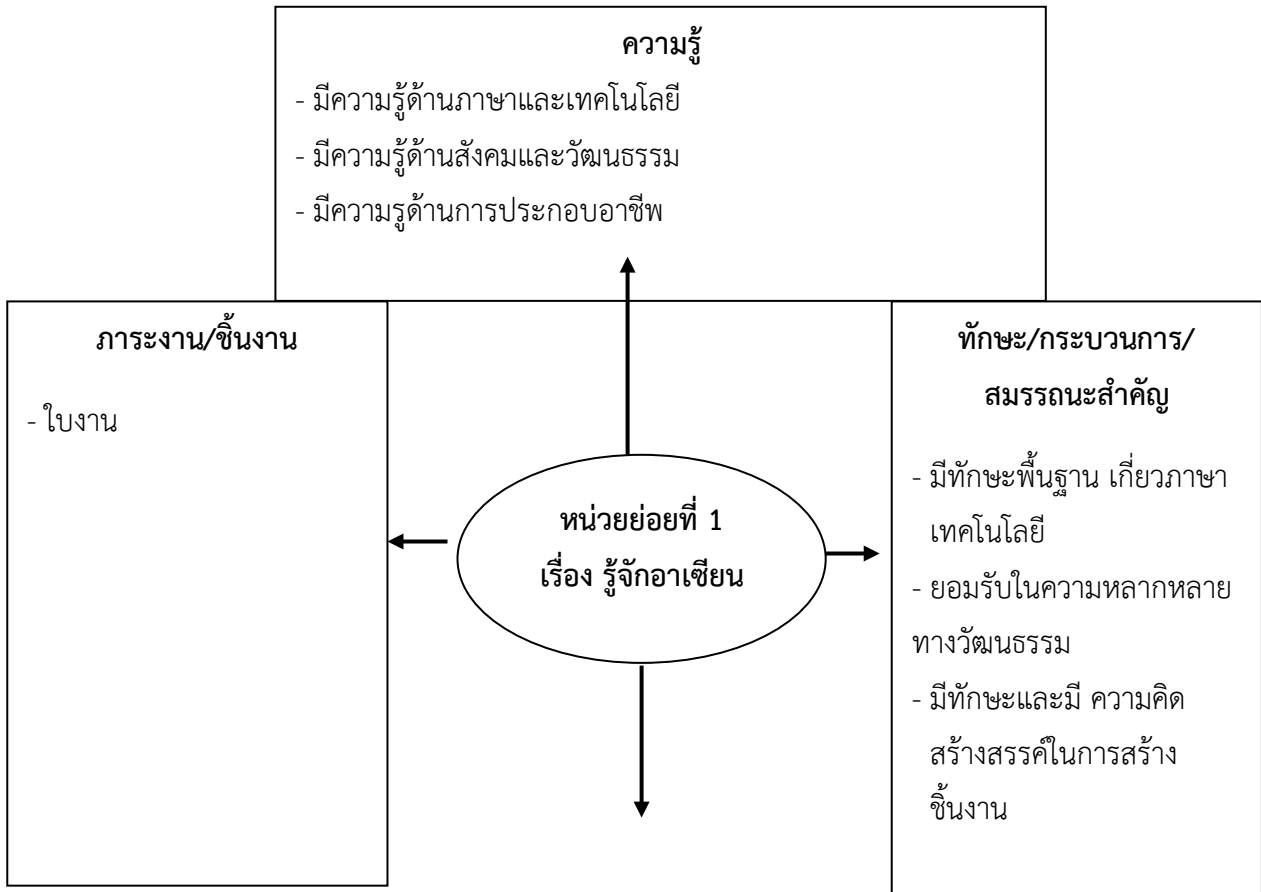 ความรู้
- มีความรู้ด้านภาษาและเทคโนโลยี
- มีความรู้ด้านสังคมและวัฒนธรรม
- มีความรูด้านการประกอบอาชีพ
ภาระงาน/ชิ้นงาน
- ใบงาน
หน่วยย่อยที่ 1
เรื่อง รู้จักอาเซียน
ทักษะ/กระบวนการ/
สมรรถนะสำคัญ
- มีทักษะพื้นฐาน เกี่ยวภาษา
เทคโนโลยี
- ยอมรับในความหลากหลาย
ทางวัฒนธรรม
- มีทักษะและมี ความคิด
สร้างสรรค์ในการสร้าง
ชิ้นงาน